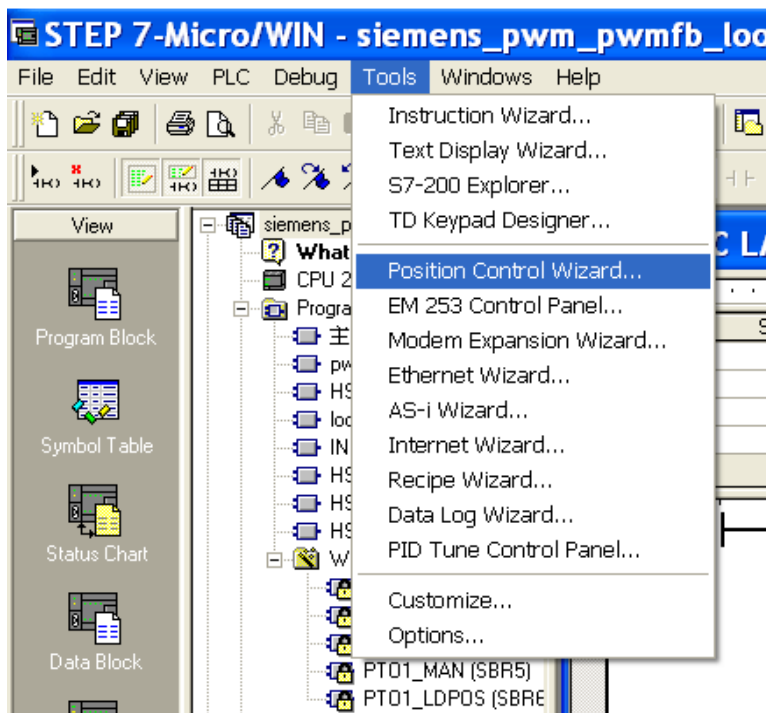 STEP 7-Micro/WIN - siemens_pwm_pwmfb_loo
File Edit View PLC Debug Tools Windows Help
Instruction Wizard...
Text Display Wizard...
S7-200 Explorer...
TD Keypad Designer...
Position Control Wizard...
EM 253 Control Panel...
Modem Expansion Wizard...
Ethernet Wizard...
AS-i Wizard...
Internet Wizard...
Recipe Wizard...
Data Log Wizard...
PID Tune Control Panel...
Customize...
Options...
View
Program Block
Symbol Table
Status Chart
Data Block
siemens_p
What
CPU 2
Progra
主
pw
HS
loo
IN
HS
HS
HS
W
PTO1_MAN (SBR5)
PTO1_LDPOS (SBR6
C LA
S